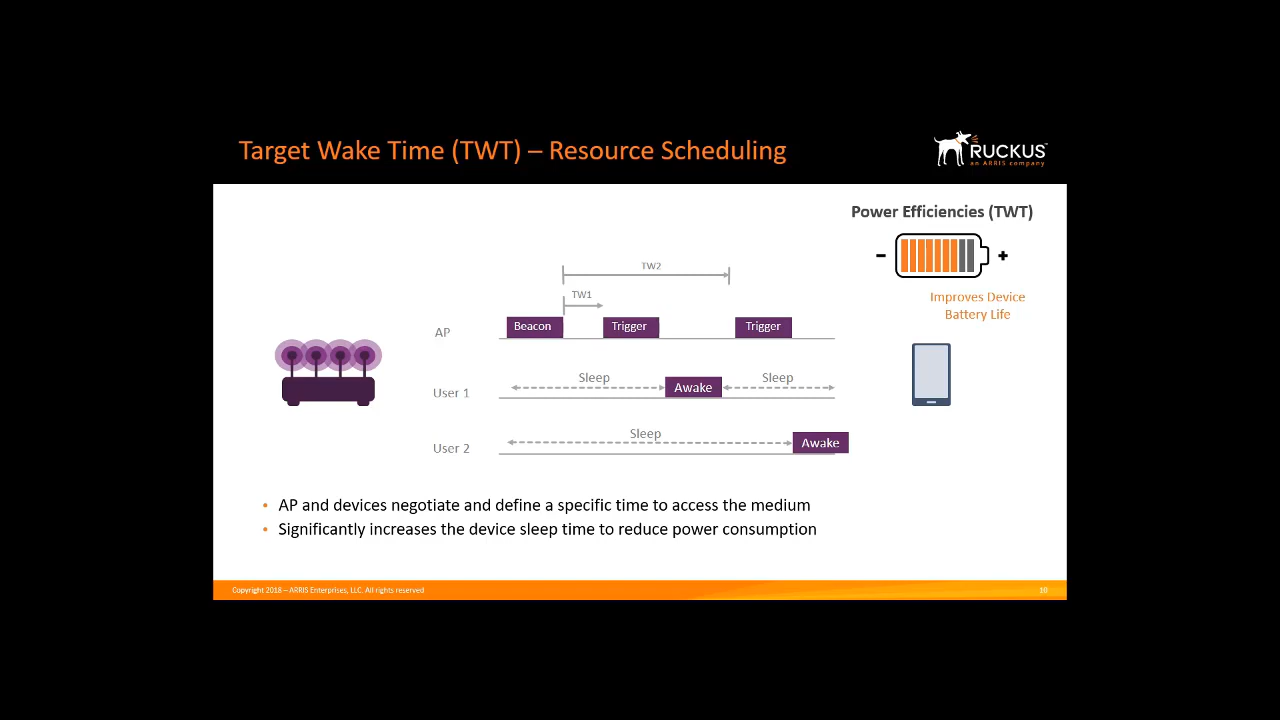 Target Wake Time (TWT) – Resource Scheduling
RUCKUS™
an ARRIS company
Power Efficiencies (TWT)
– +
Improves Device
Battery Life
TW2
TW1
AP
Beacon Trigger Trigger
User 1
Sleep Awake Sleep
User 2
Sleep Awake
• AP and devices negotiate and define a specific time to access the medium
• Significantly increases the device sleep time to reduce power consumption
Copyright 2018 – ARRIS Enterprises, LLC. All rights reserved
10